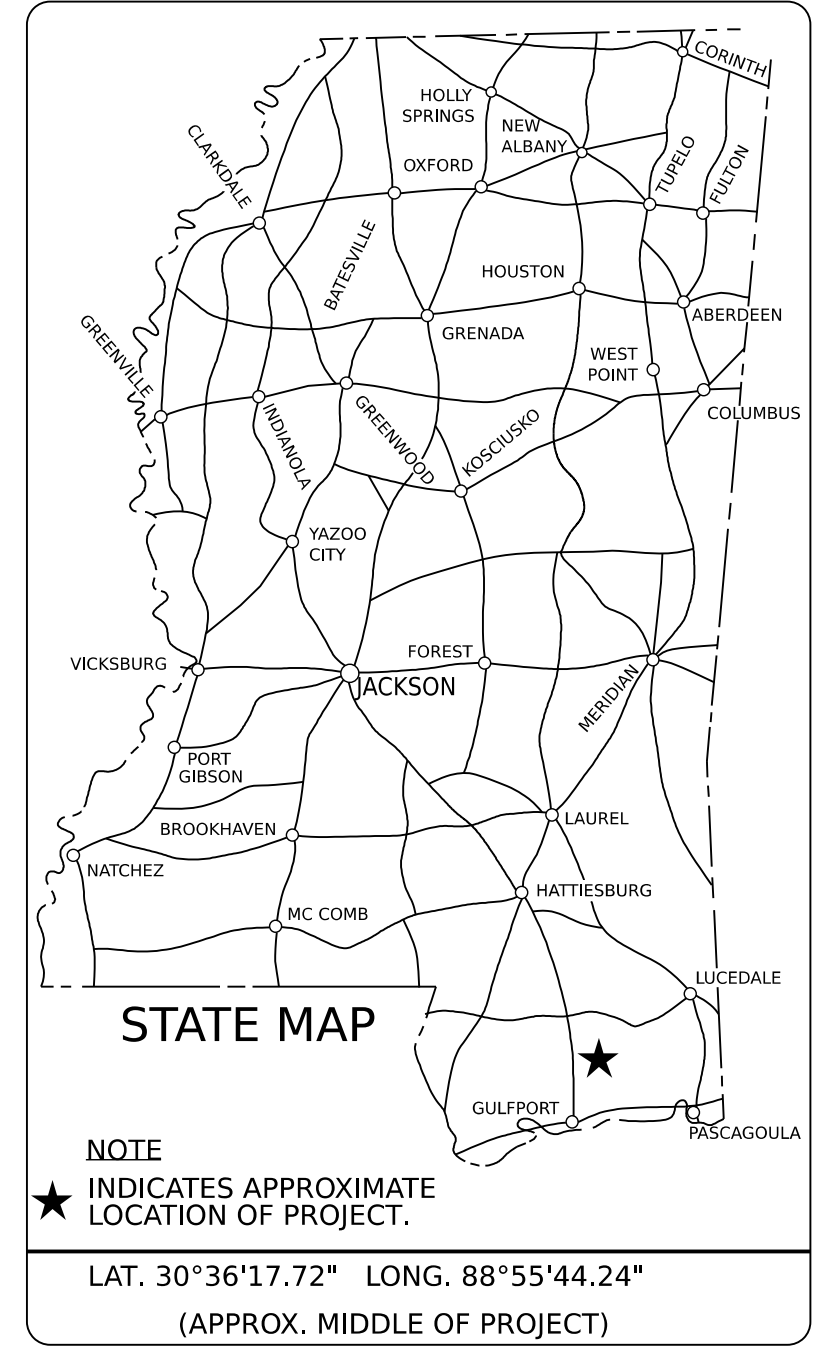 CORINTH
HOLLY
SPRINGS
NEW
ALBANY
CLARKDALE
OXFORD
TUPELO
FULTON
BATESVILLE
HOUSTON
ABERDEEN
GREENVILLE
GRENADA
WEST
POINT
COLUMBUS
INDIANOLA
GREENWOOD
KOSCIUSKO
YAZOO
CITY
VICKSBURG
FOREST
JACKSON
MERIDIAN
PORT
GIBSON
BROOKHAVEN
LAUREL
NATCHEZ
HATTIESBURG
MC COMB
LUCEDALE
STATE MAP
GULFPORT
PASCAGOULA
NOTE
INDICATES APPROXIMATE
LOCATION OF PROJECT.
LAT. 30°36'17.72" LONG. 88°55'44.24"
(APPROX. MIDDLE OF PROJECT)